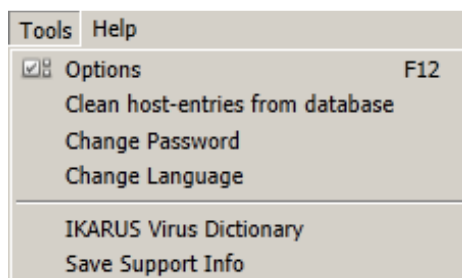 Tools Help
Options F12
Clean host-entries from database
Change Password
Change Language
IKARUS Virus Dictionary
Save Support Info